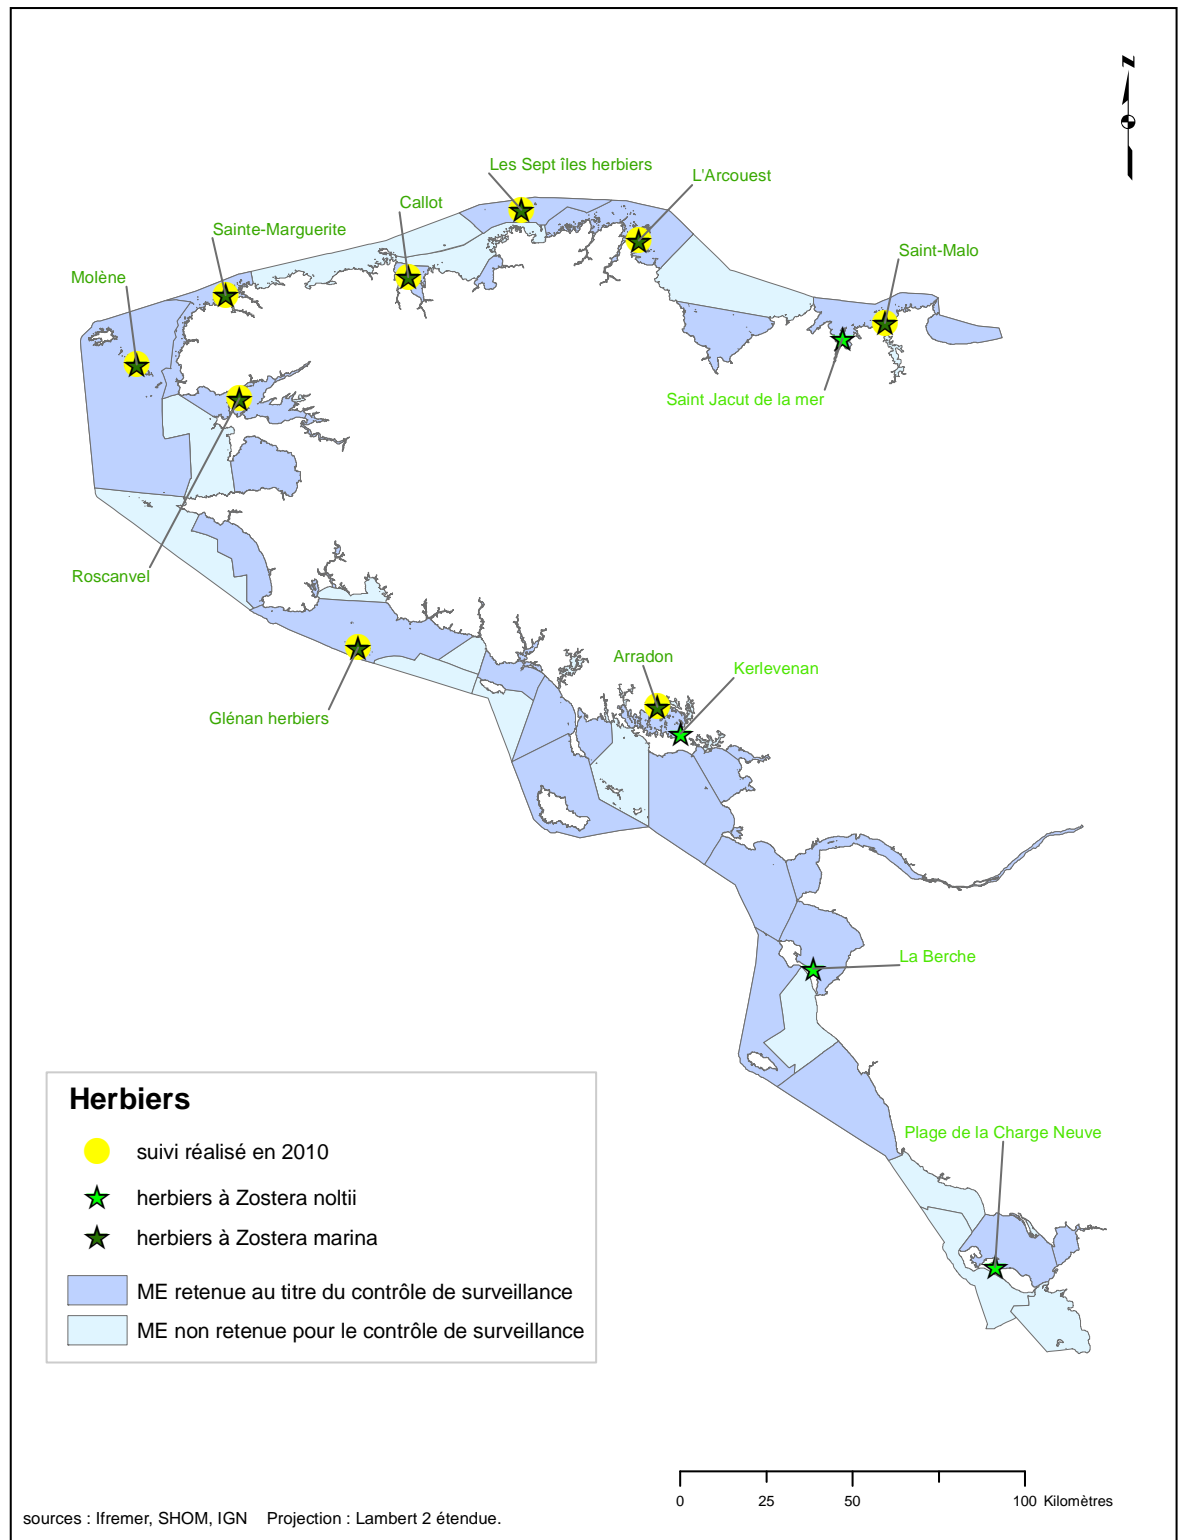 N
Les Sept îles herbiers
L'Arcouest
Callot
Sainte-Marguerite
Saint-Malo
Molène
Saint Jacut de la mer
Roscanvel
Arradon
Kerlevenan
Glénan herbiers
La Berche
Plage de la Charge Neuve
Herbiers
suivi réalisé en 2010
herbiers à Zostera noltii
herbiers à Zostera marina
ME retenue au titre du contrôle de surveillance
ME non retenue pour le contrôle de surveillance
0 25 50 100 Kilomètres
sources : Ifremer, SHOM, IGN Projection : Lambert 2 étendue.